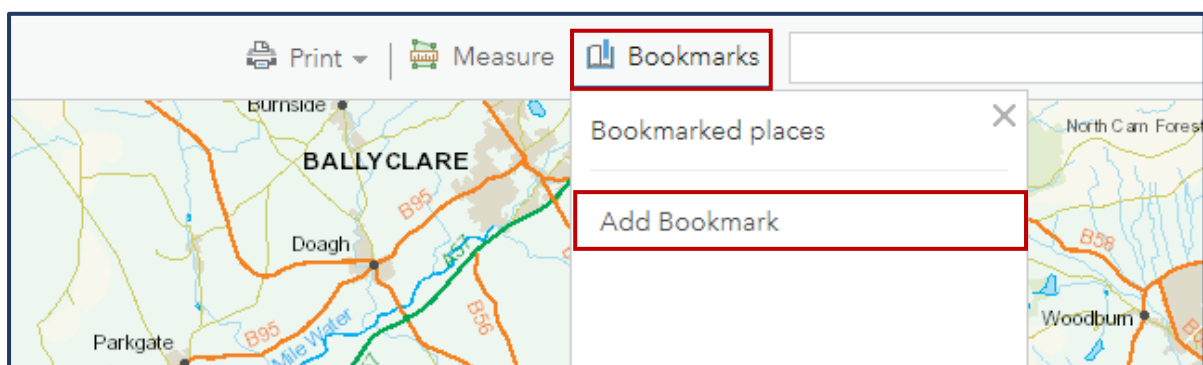 Print
Measure
Bookmarks
Burnside
Bookmarked places
North Carn Forest
BALLYCLARE
B95
Add Bookmark
Doagh
A57
B58
B56
Woodburn
Parkgate
B95
Mile Water